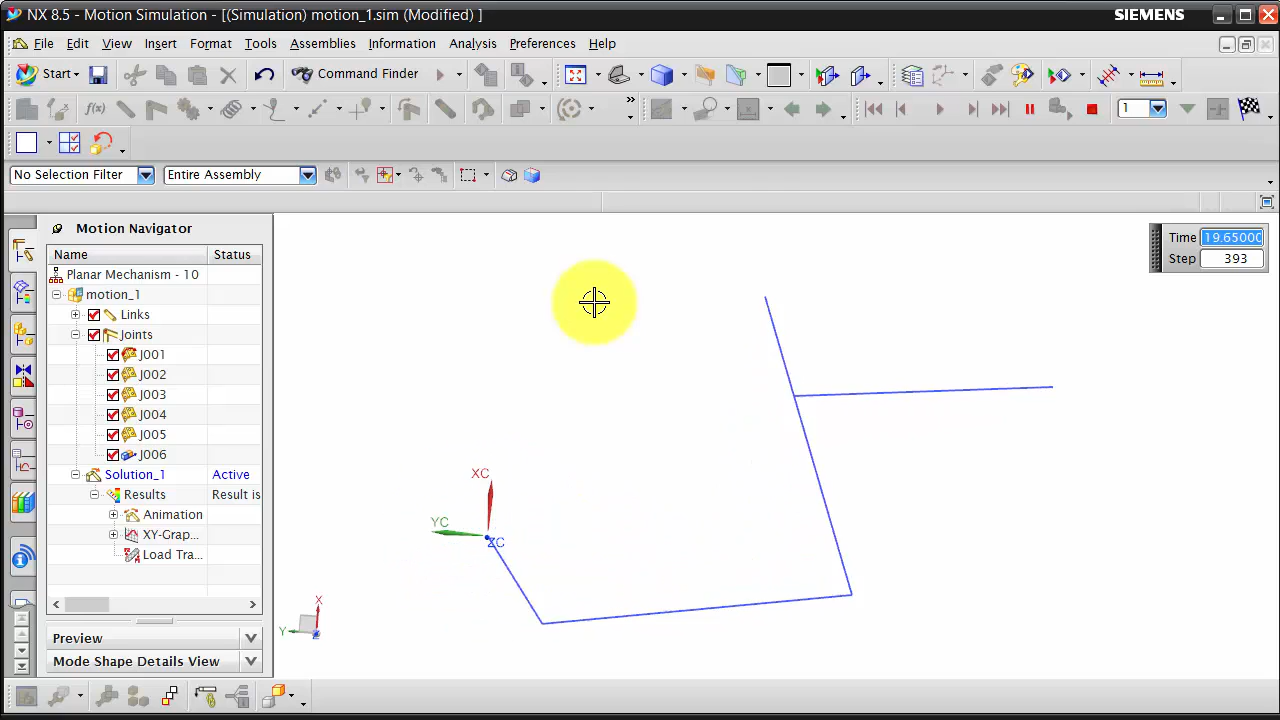 NX 8.5 - Motion Simulation - [(Simulation) motion_1.sim (Modified) ]
SIEMENS
File Edit View Insert Format Tools Assemblies Information Analysis Preferences Help
Start
Command Finder
f(x)
1
No Selection Filter
Entire Assembly
Motion Navigator
Time 19.65000
Step 393
Name Status
Planar Mechanism - 10
motion_1
Links
Joints
J001
J002
J003
J004
J005
J006
Solution_1 Active
Results Result is
Animation
XY-Grap...
Load Tra...
Preview
Mode Shape Details View
XC
YC
ZC
X
Y
Z